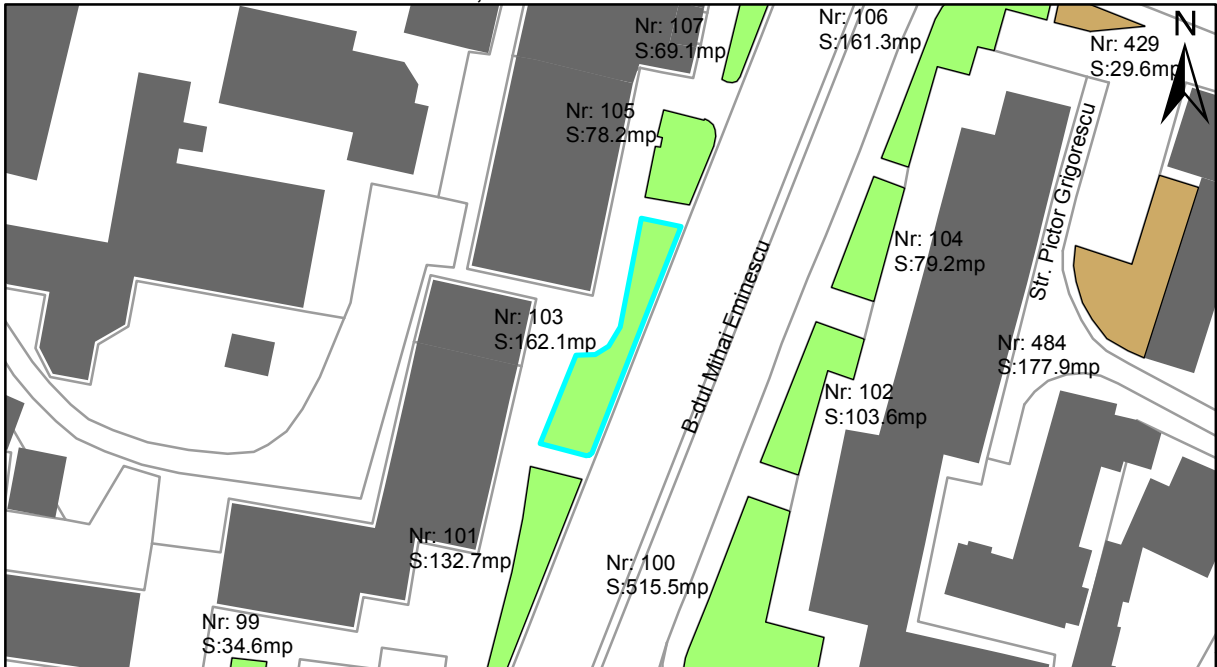 Nr: 107
S:69.1mp
Nr: 106
S:161.3mp
N
Nr: 429
S:29.6mp
Nr: 105
S:78.2mp
Str. Pictor Grigorescu
Nr: 104
S:79.2mp
B-dul Mihai Eminescu
Nr: 103
S:162.1mp
Nr: 484
S:177.9mp
Nr: 102
S:103.6mp
Nr: 101
S:132.7mp
Nr: 100
S:515.5mp
Nr: 99
S:34.6mp